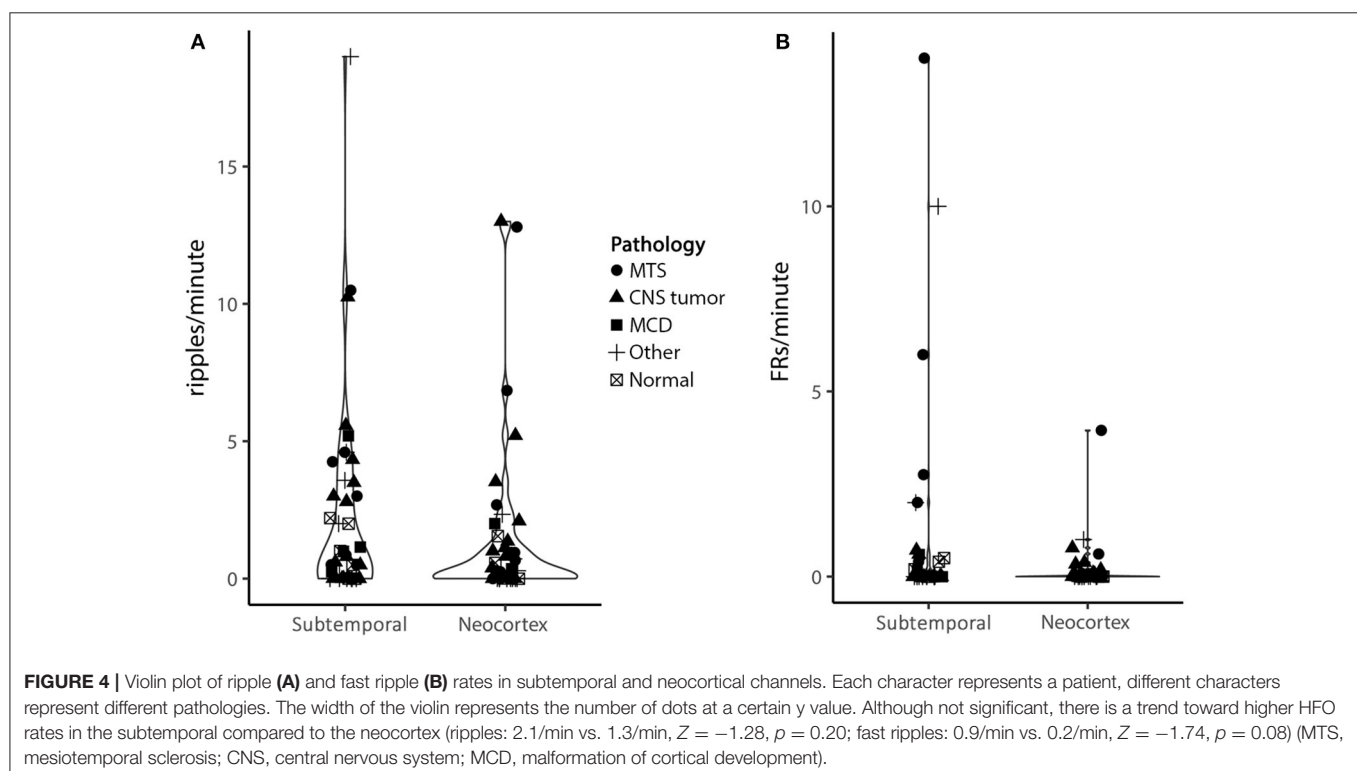 A
ripples/minute
15
10
5
0
Subtemporal
Neocortex
Pathology
MTS
CNS tumor
MCD
Other
Normal
B
FRs/minute
10
5
0
Subtemporal
Neocortex
FIGURE 4 | Violin plot of ripple (A) and fast ripple (B) rates in subtemporal and neocortical channels. Each character represents a patient, different characters
represent different pathologies. The width of the violin represents the number of dots at a certain y value. Although not significant, there is a trend toward higher HFO
rates in the subtemporal compared to the neocortex (ripples: 2.1/min vs. 1.3/min, Z = −1.28, p = 0.20; fast ripples: 0.9/min vs. 0.2/min, Z = −1.74, p = 0.08) (MTS,
mesiotemporal sclerosis; CNS, central nervous system; MCD, malformation of cortical development).